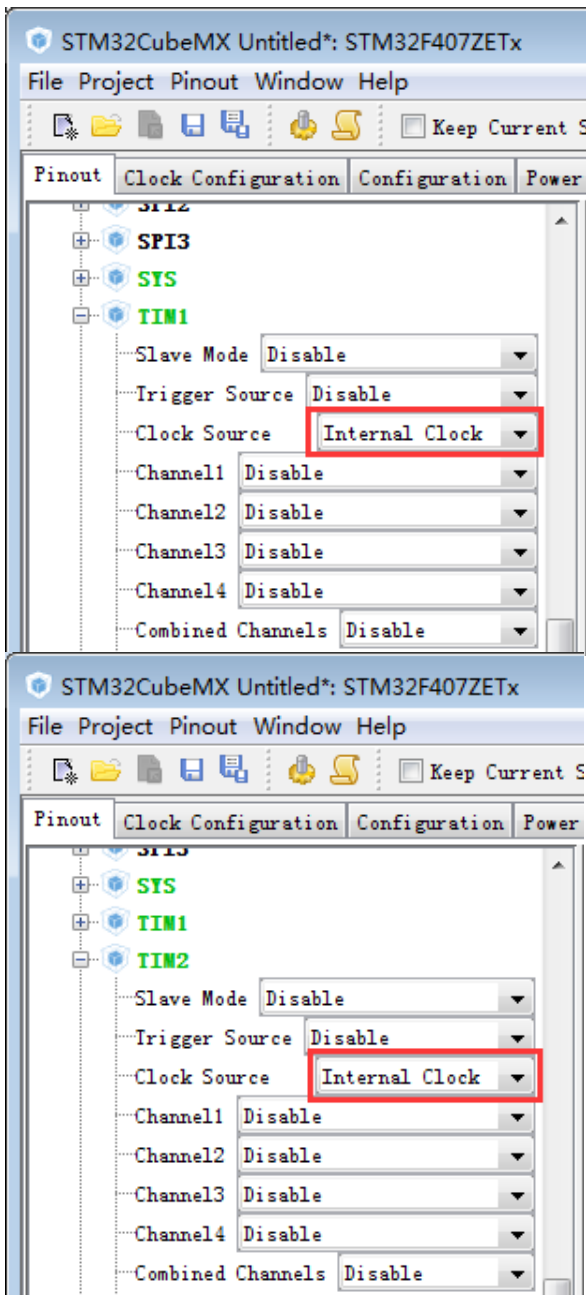 STM32CubeMX Untitled*: STM32F407ZETx
File Project Pinout Window Help
Keep Current S
Pinout Clock Configuration Configuration Power
SPI2
SPI3
SYS
TIM1
Slave Mode Disable
Trigger Source Disable
Clock Source Internal Clock
Channel1 Disable
Channel2 Disable
Channel3 Disable
Channel4 Disable
Combined Channels Disable
STM32CubeMX Untitled*: STM32F407ZETx
File Project Pinout Window Help
Keep Current S
Pinout Clock Configuration Configuration Power
SPI3
SYS
TIM1
TIM2
Slave Mode Disable
Trigger Source Disable
Clock Source Internal Clock
Channel1 Disable
Channel2 Disable
Channel3 Disable
Channel4 Disable
Combined Channels Disable